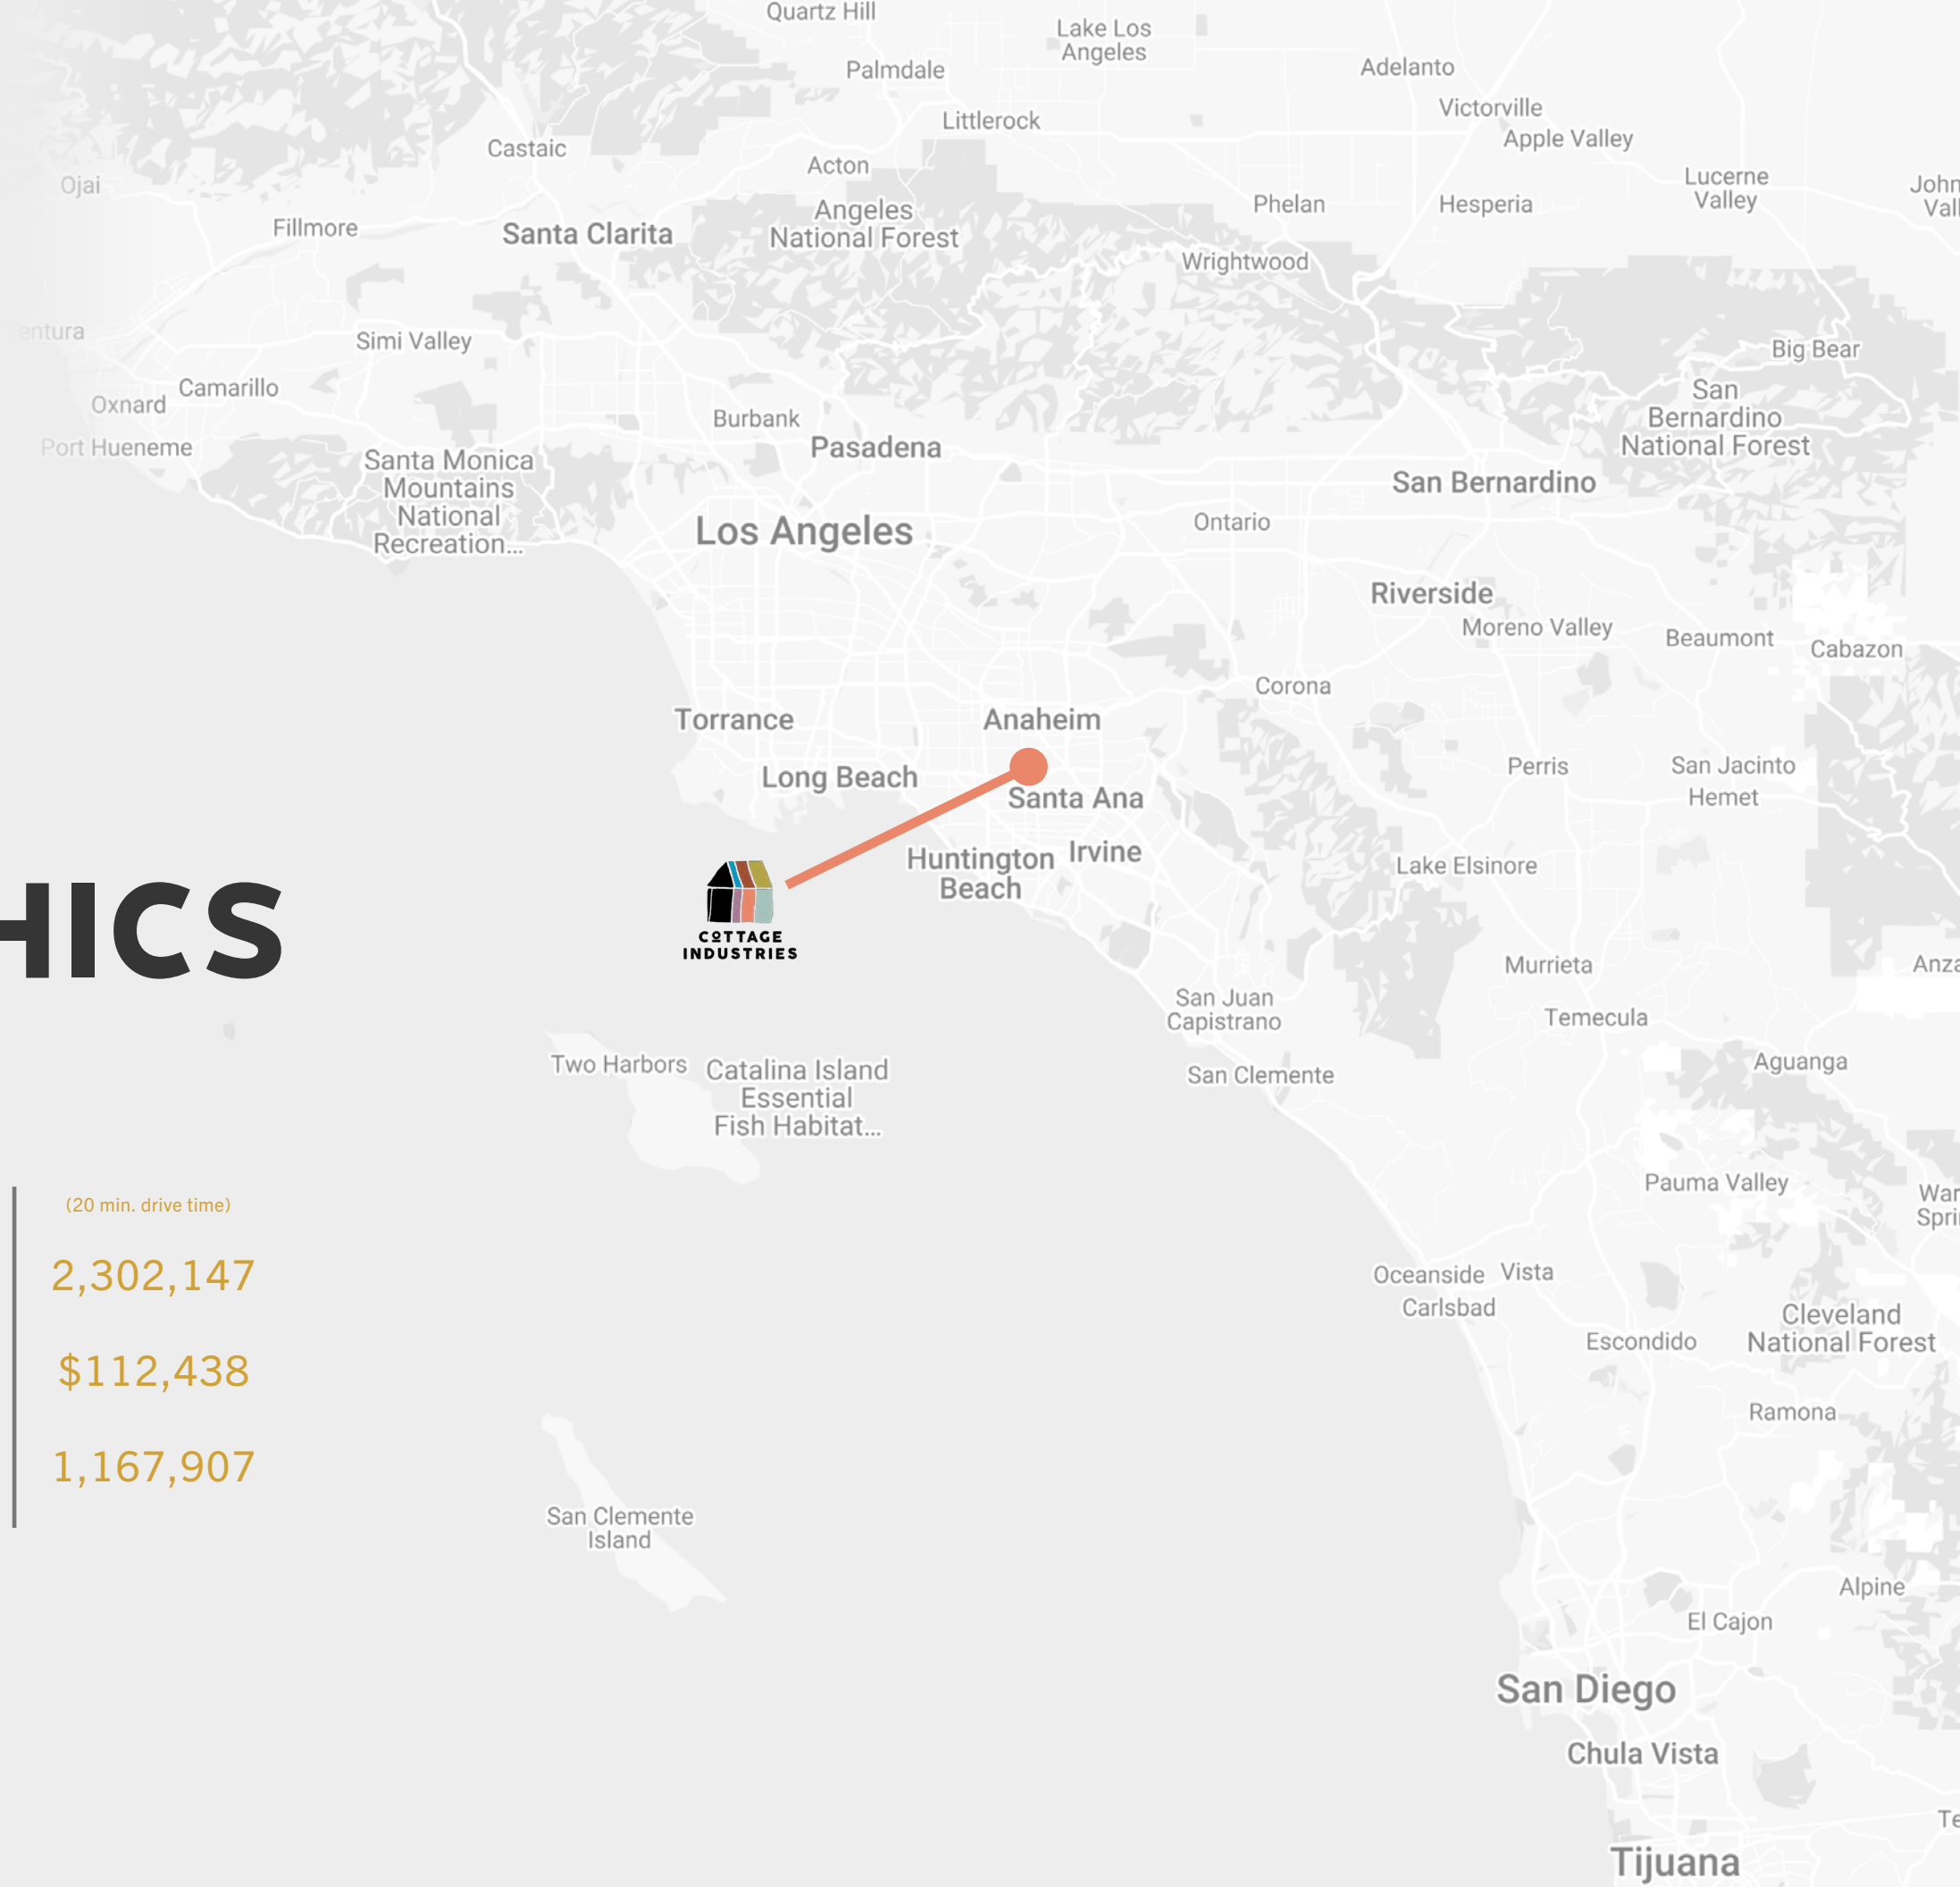 Quartz Hill
Lake Los
Angeles
Palmdale
Adelanto
Victorville
Littlerock
Apple Valley
Castaic
Acton
Ojai
Lucerne
Valley
Phelan
Hesperia
Angeles
National Forest
Fillmore
Santa Clarita
Wrightwood
Simi Valley
Big Bear
Camarillo
Oxnard
San
Bernardino
National Forest
Burbank
Port Hueneme
Pasadena
Santa Monica
Mountains
National
Recreation...
San Bernardino
Los Angeles
Ontario
Riverside
Moreno Valley
Beaumont
Cabazon
Corona
Torrance
Anaheim
Long Beach
Perris
San Jacinto
Hemet
Santa Ana
Huntington
Beach
Irvine
Lake Elsinore
COTTAGE
INDUSTRIES
HICS
Murrieta
San Juan
Capistrano
Temecula
Two Harbors
Catalina Island
Essential
Fish Habitat...
Aguanga
San Clemente
Pauma Valley
(20 min. drive time)
2,302,147
$112,438
1,167,907
Oceanside
Vista
Carlsbad
Escondido
Cleveland
National Forest
Ramona
San Clemente
Island
Alpine
El Cajon
San Diego
Chula Vista
Tijuana